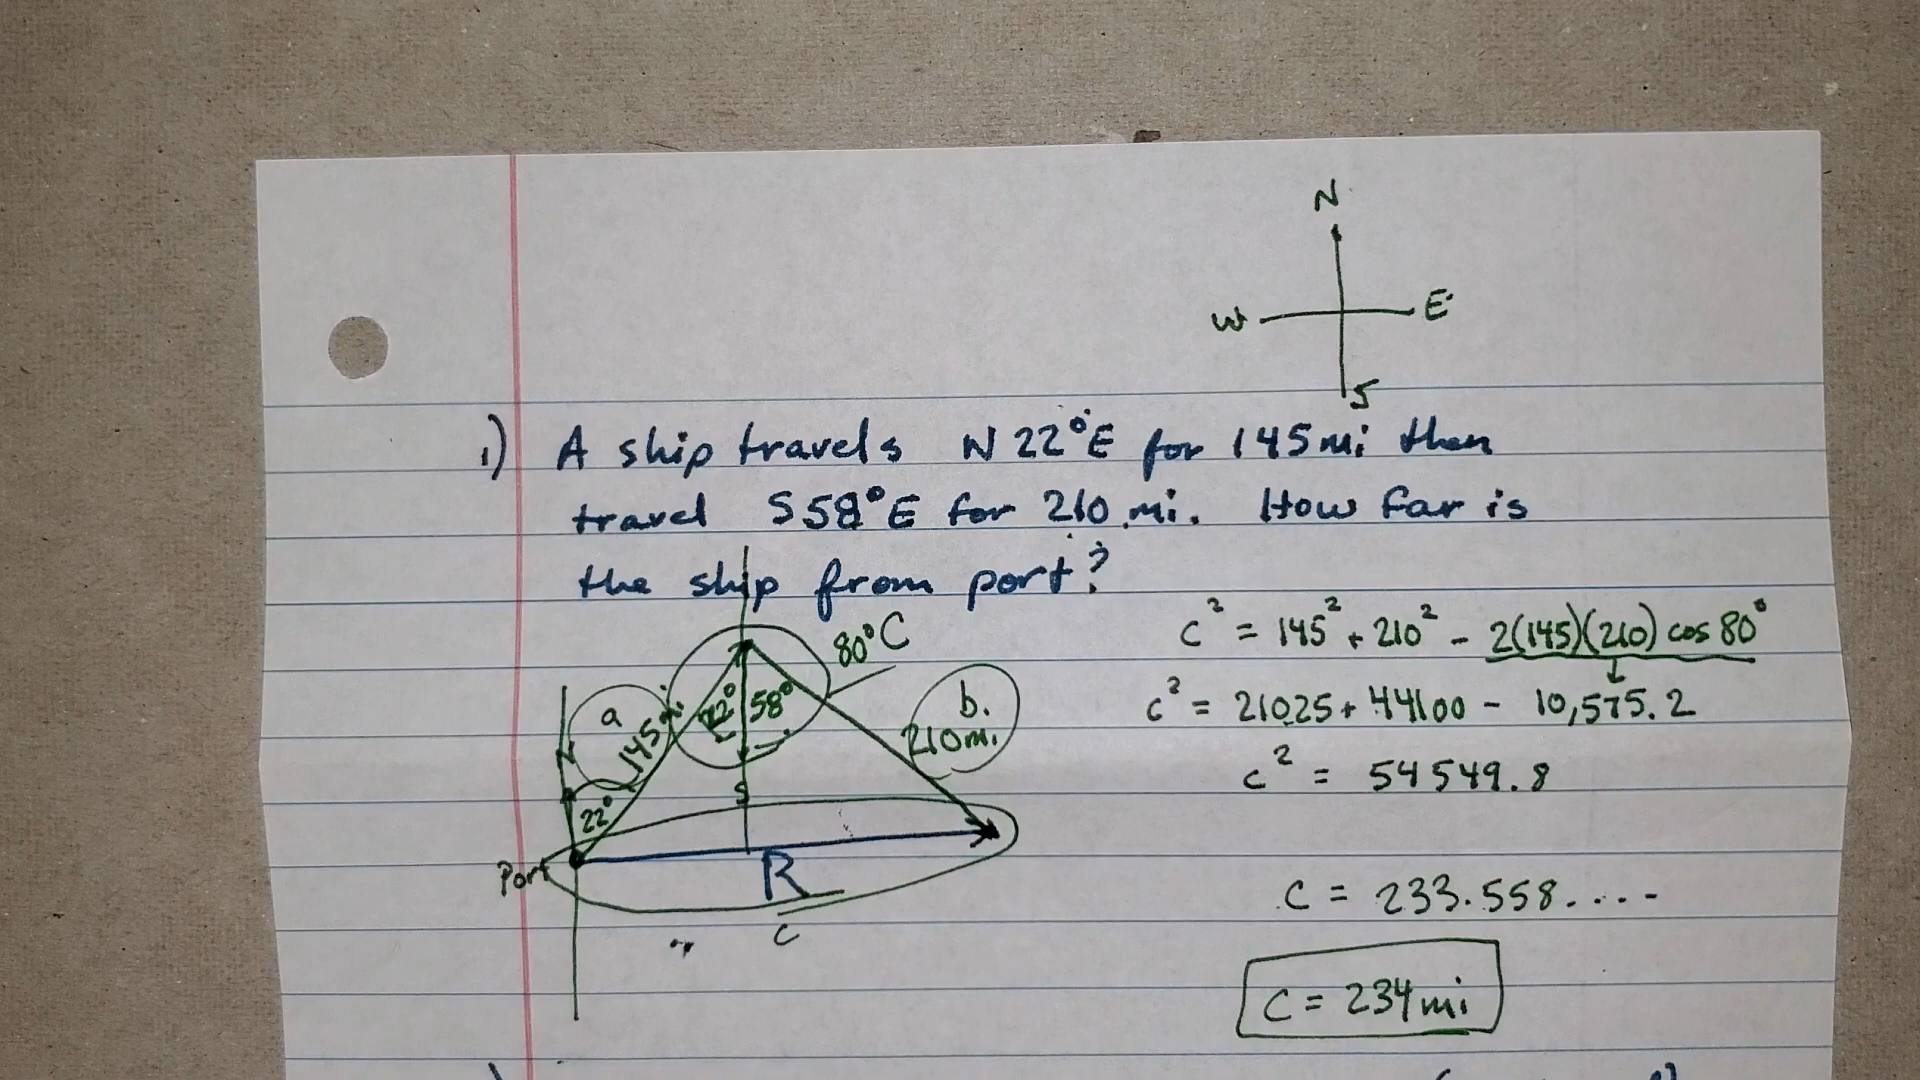 N
W E
S
1) A ship travels N 22° E for 145 mi then
travel S 58° E for 210 mi. How far is
the ship from port?
80° C
a
145 mi
22° 58°
b.
210 mi.
S
22°
Port
R
c
c² = 145² + 210² - 2(145)(210) cos 80°
c² = 21025 + 44100 - 10,575.2
c² = 54549.8
C = 233.558....-
C = 234 mi